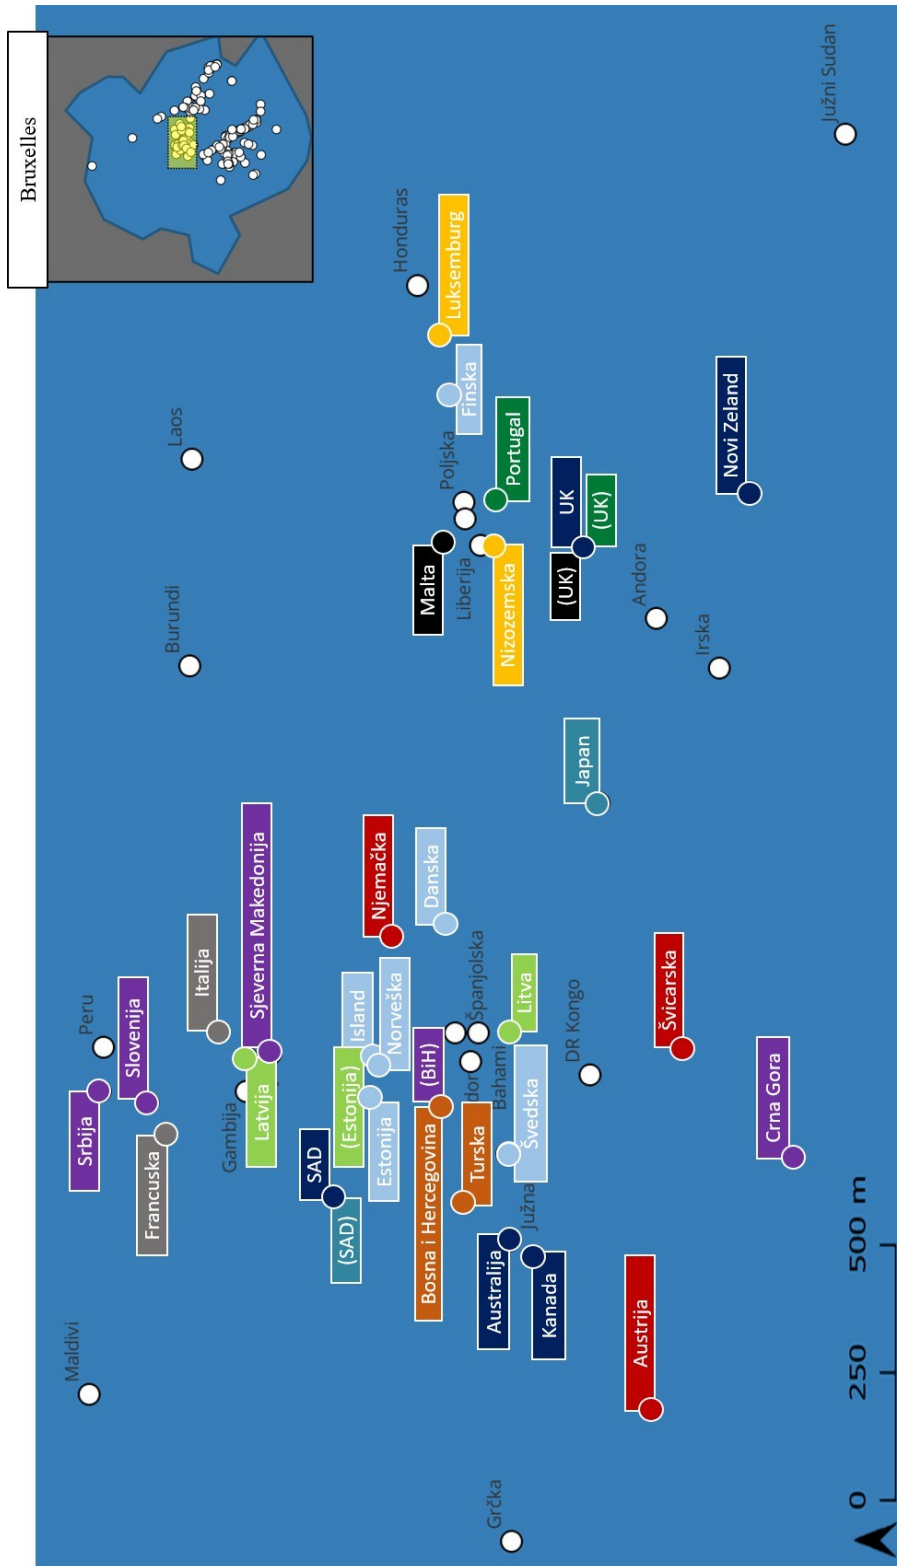 Bruxelles
Maldivi
Peru
Srbija
Slovenija
Francuska
Italija
Burundi
Laos
Gambija
Latvija
Sjeverna Makedonija
SAD
(SAD)
(Estonija)
Estonija
Island
Norveška
Njemačka
Danska
Bosna i Hercegovina
(BiH)
Turska
Španjolska
Bahami
Malta
Liberija
Nizozemska
Poljska
Portugal
Finska
Luksemburg
Honduras
Grčka
Australija
Kanada
Južna
Švedska
Litva
DR Kongo
Japan
(UK)
UK
(UK)
Andora
Irska
Novi Zeland
Južni Sudan
Austrija
Švicarska
Crna Gora
0
250
500 m